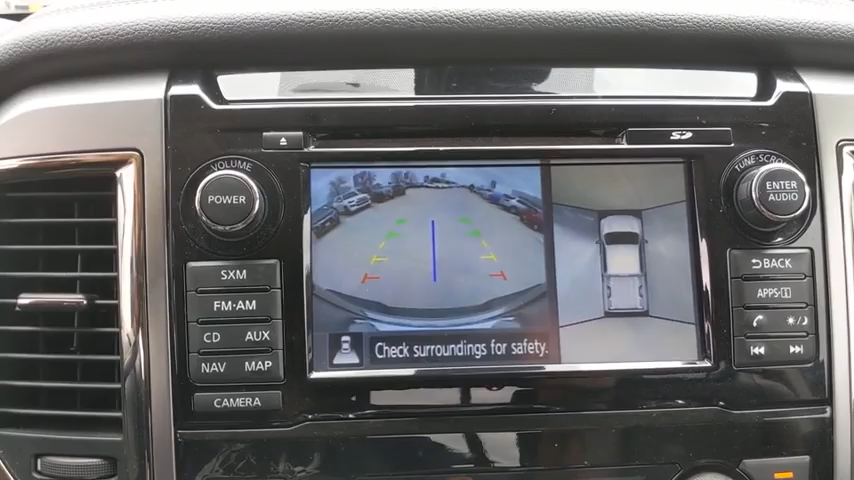 SD
VOLUME
POWER
TUNE·SCROLL
ENTER
AUDIO
SXM
FM·AM
CD AUX
NAV MAP
CAMERA
BACK
APPS·i
Check surroundings for safety.